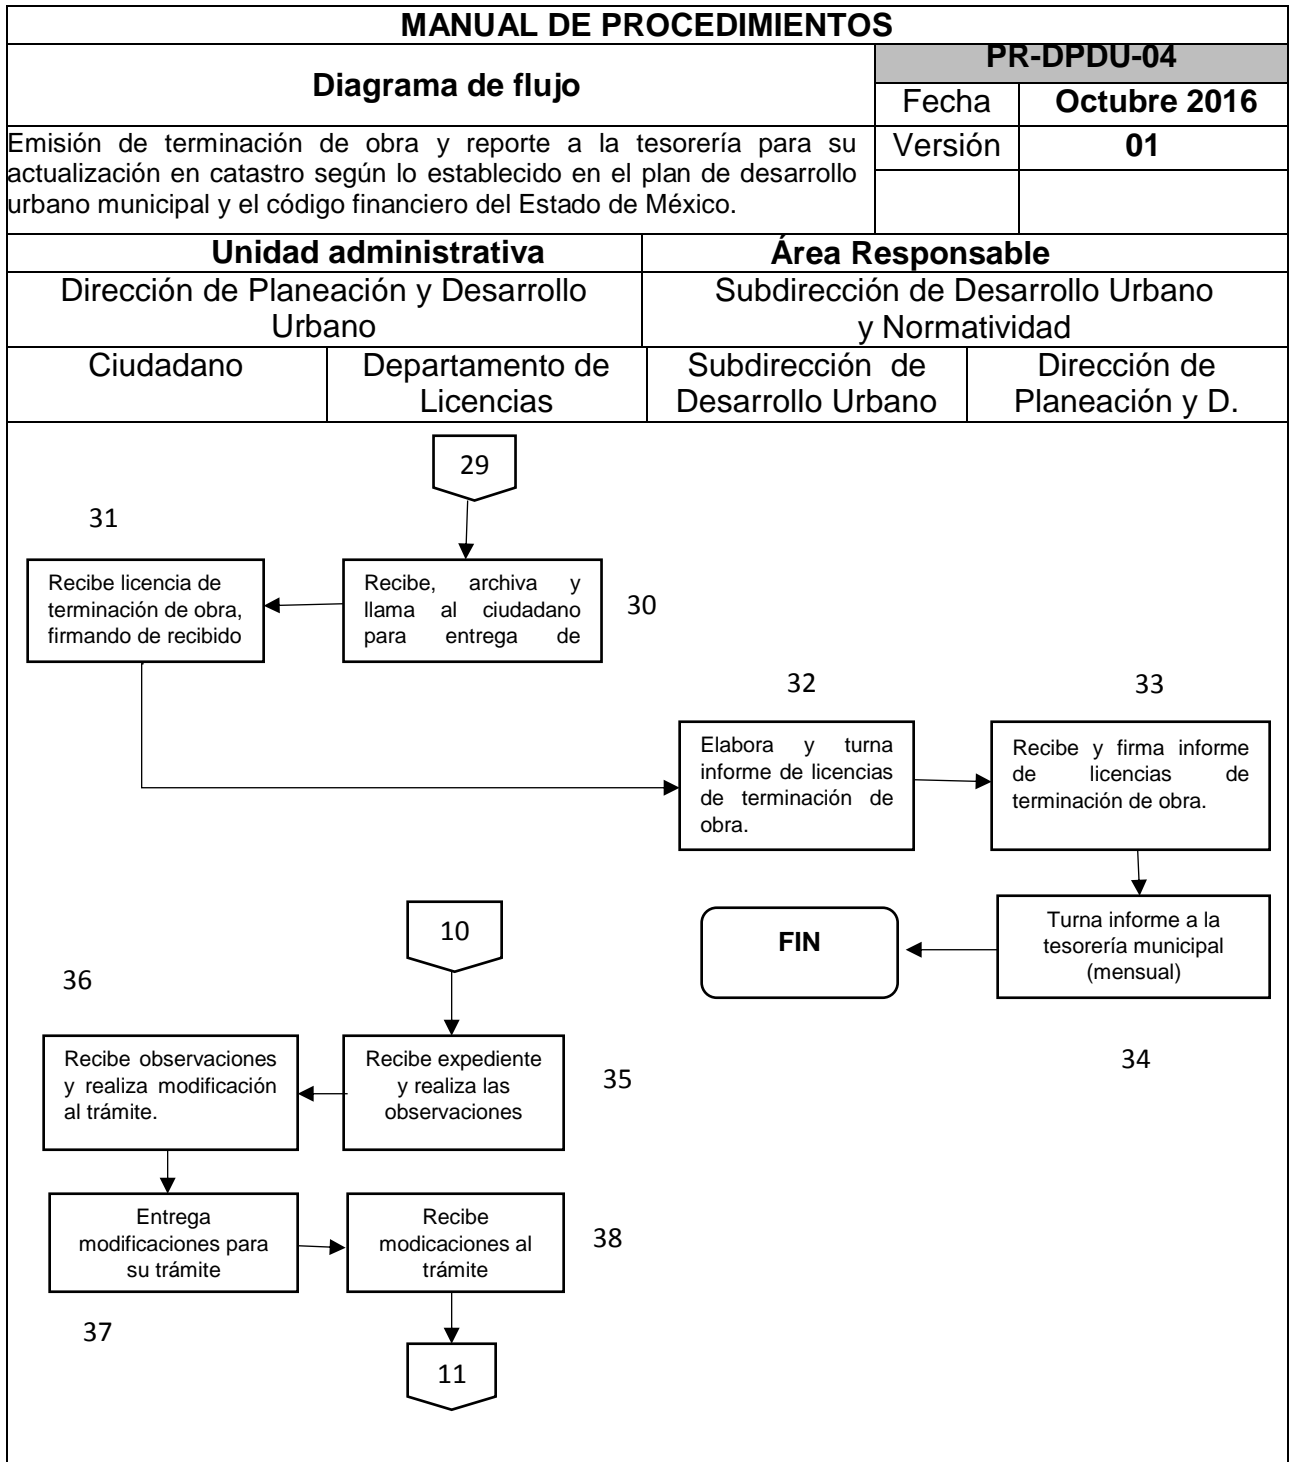 MANUAL DE PROCEDIMIENTOS
Diagrama de flujo
PR-DPDU-04
Fecha
Octubre 2016
Emisión de terminación de obra y reporte a la tesorería para su
actualización en catastro según lo establecido en el plan de desarrollo
urbano municipal y el código financiero del Estado de México.
Versión
01
Unidad administrativa
Área Responsable
Dirección de Planeación y Desarrollo
Urbano
Subdirección de Desarrollo Urbano
y Normatividad
Ciudadano
Departamento de
Licencias
Subdirección de
Desarrollo Urbano
Dirección de
Planeación y D.
29
31
Recibe licencia de
terminación de obra,
firmando de recibido
Recibe, archiva y
llama al ciudadano
para entrega de
30
32
33
Elabora y turna
informe de licencias
de terminación de
obra.
Recibe y firma informe
de licencias de
terminación de obra.
10
FIN
Turna informe a la
tesorería municipal
(mensual)
36
34
Recibe observaciones
y realiza modificación
al trámite.
Recibe expediente
y realiza las
observaciones
35
Entrega
modificaciones para
su trámite
Recibe
modicaciones al
trámite
38
37
11